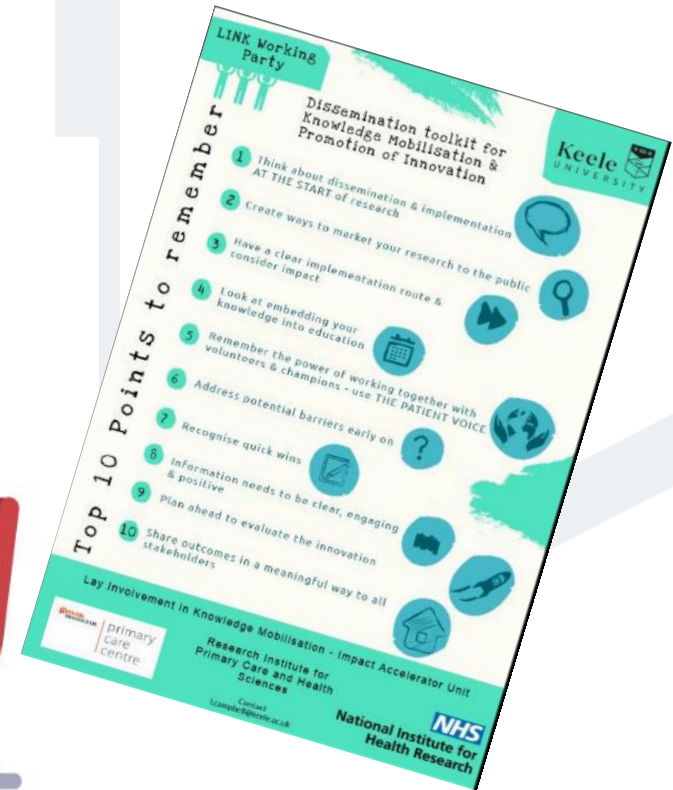 LINK Working
Party
Dissemination toolkit for
Knowledge Mobilisation &
Promotion of Innovation
Keele
UNIVERSITY
Top 10 Points to remember
1 Think about dissemination & implementation
AT THE START of research
2 Create ways to market your research to the public
3 Have a clear implementation route &
consider impact
4 Look at embedding your
knowledge into education
5 Remember the power of working together with
volunteers & champions - use THE PATIENT VOICE
6 Address potential barriers early on
?
7 Recognise quick wins
8 Information needs to be clear, engaging
& positive
9 Plan ahead to evaluate the innovation
10 Share outcomes in a meaningful way to all
stakeholders
Lay Involvement in Knowledge Mobilisation - Impact Accelerator Unit
primary
care
centre
Research Institute for
Primary Care and Health
Sciences
Contact
l.campbell@keele.ac.uk
NHS
National Institute for
Health Research